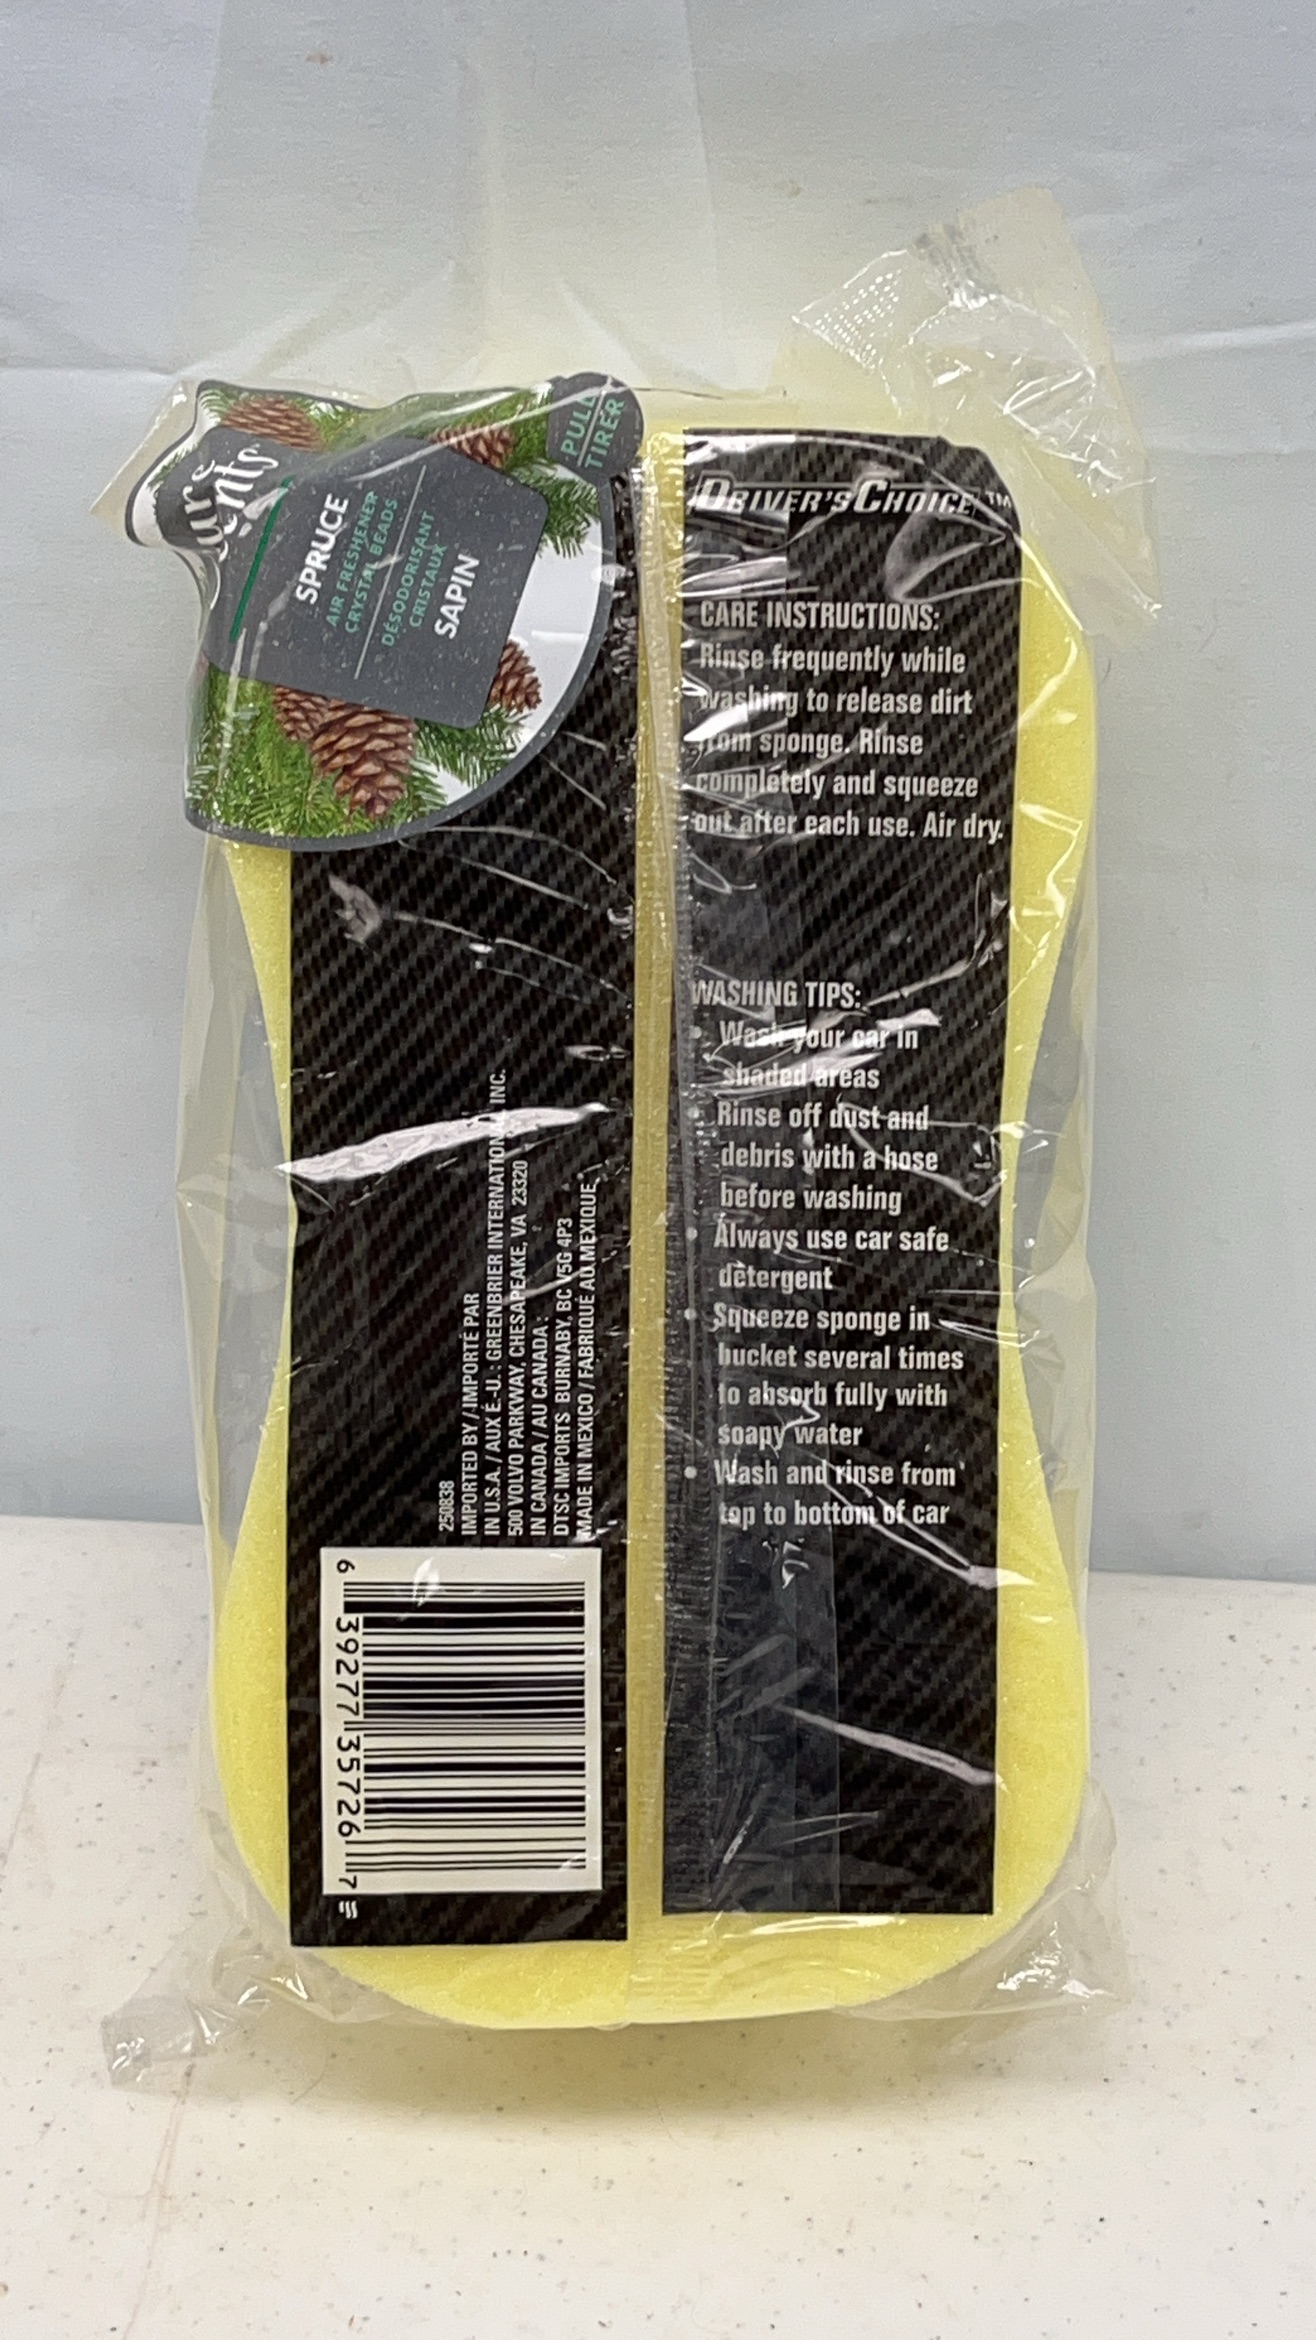 PULL
TIRER
SPRUCE
AIR FRESHENER
CRYSTAL BEADS
DÉSODORISANT
CRISTAUX
SAPIN
DRIVER'S CHOICE™
CARE INSTRUCTIONS:
Rinse frequently while
washing to release dirt
from sponge. Rinse
completely and squeeze
out after each use. Air dry.
WASHING TIPS:
• Wash your car in
shaded areas
• Rinse off dust and
debris with a hose
before washing
• Always use car safe
detergent
• Squeeze sponge in
bucket several times
to absorb fully with
soapy water
• Wash and rinse from
top to bottom of car
250838
IMPORTED BY / IMPORTÉ PAR
IN U.S.A. / AUX É.-U. : GREENBRIER INTERNATIONAL, INC.
500 VOLVO PARKWAY, CHESAPEAKE, VA 23320
IN CANADA / AU CANADA :
DTSC IMPORTS BURNABY, BC V5G 4P3
MADE IN MEXICO / FABRIQUÉ AU MEXIQUE
6 39277 35726 7